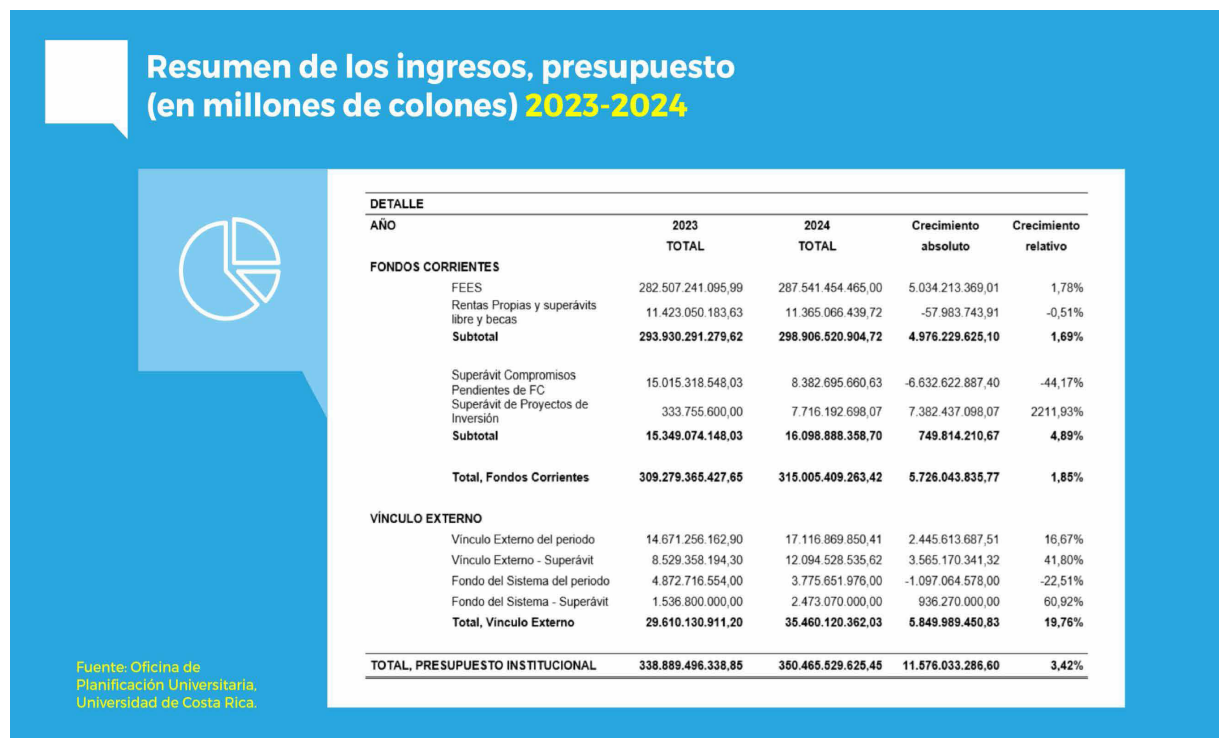 Resumen de los ingresos, presupuesto
(en millones de colones) 2023-2024
DETALLE
AÑO 2023 2024 Crecimiento Crecimiento
TOTAL TOTAL absoluto relativo
FONDOS CORRIENTES
FEES 282.507.241.095,99 287.541.454.465,00 5.034.213.369,01 1,78%
Rentas Propias y superávits
libre y becas 11.423.050.183,63 11.365.066.439,72 -57.983.743,91 -0,51%
Subtotal 293.930.291.279,62 298.906.520.904,72 4.976.229.625,10 1,69%
Superávit Compromisos
Pendientes de FC 15.015.318.548,03 8.382.695.660,63 -6.632.622.887,40 -44,17%
Superávit de Proyectos de
Inversión 333.755.600,00 7.716.192.698,07 7.382.437.098,07 2211,93%
Subtotal 15.349.074.148,03 16.098.888.358,70 749.814.210,67 4,89%
Total, Fondos Corrientes 309.279.365.427,65 315.005.409.263,42 5.726.043.835,77 1,85%
VÍNCULO EXTERNO
Vínculo Externo del periodo 14.671.256.162,90 17.116.869.850,41 2.445.613.687,51 16,67%
Vínculo Externo - Superávit 8.529.358.194,30 12.094.528.535,62 3.565.170.341,32 41,80%
Fondo del Sistema del periodo 4.872.716.554,00 3.775.651.976,00 -1.097.064.578,00 -22,51%
Fondo del Sistema - Superávit 1.536.800.000,00 2.473.070.000,00 936.270.000,00 60,92%
Total, Vínculo Externo 29.610.130.911,20 35.460.120.362,03 5.849.989.450,83 19,76%
TOTAL, PRESUPUESTO INSTITUCIONAL 338.889.496.338,85 350.465.529.625,45 11.576.033.286,60 3,42%
Fuente: Oficina de
Planificación Universitaria,
Universidad de Costa Rica.